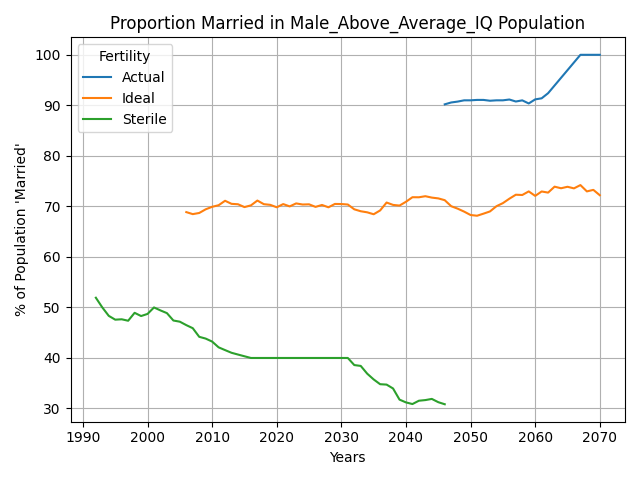 Proportion Married in Male_Above_Average_IQ Population
Fertility
Actual
Ideal
Sterile
% of Population 'Married'
100
90
80
70
60
50
40
30
1990
2000
2010
2020
2030
2040
2050
2060
2070
Years